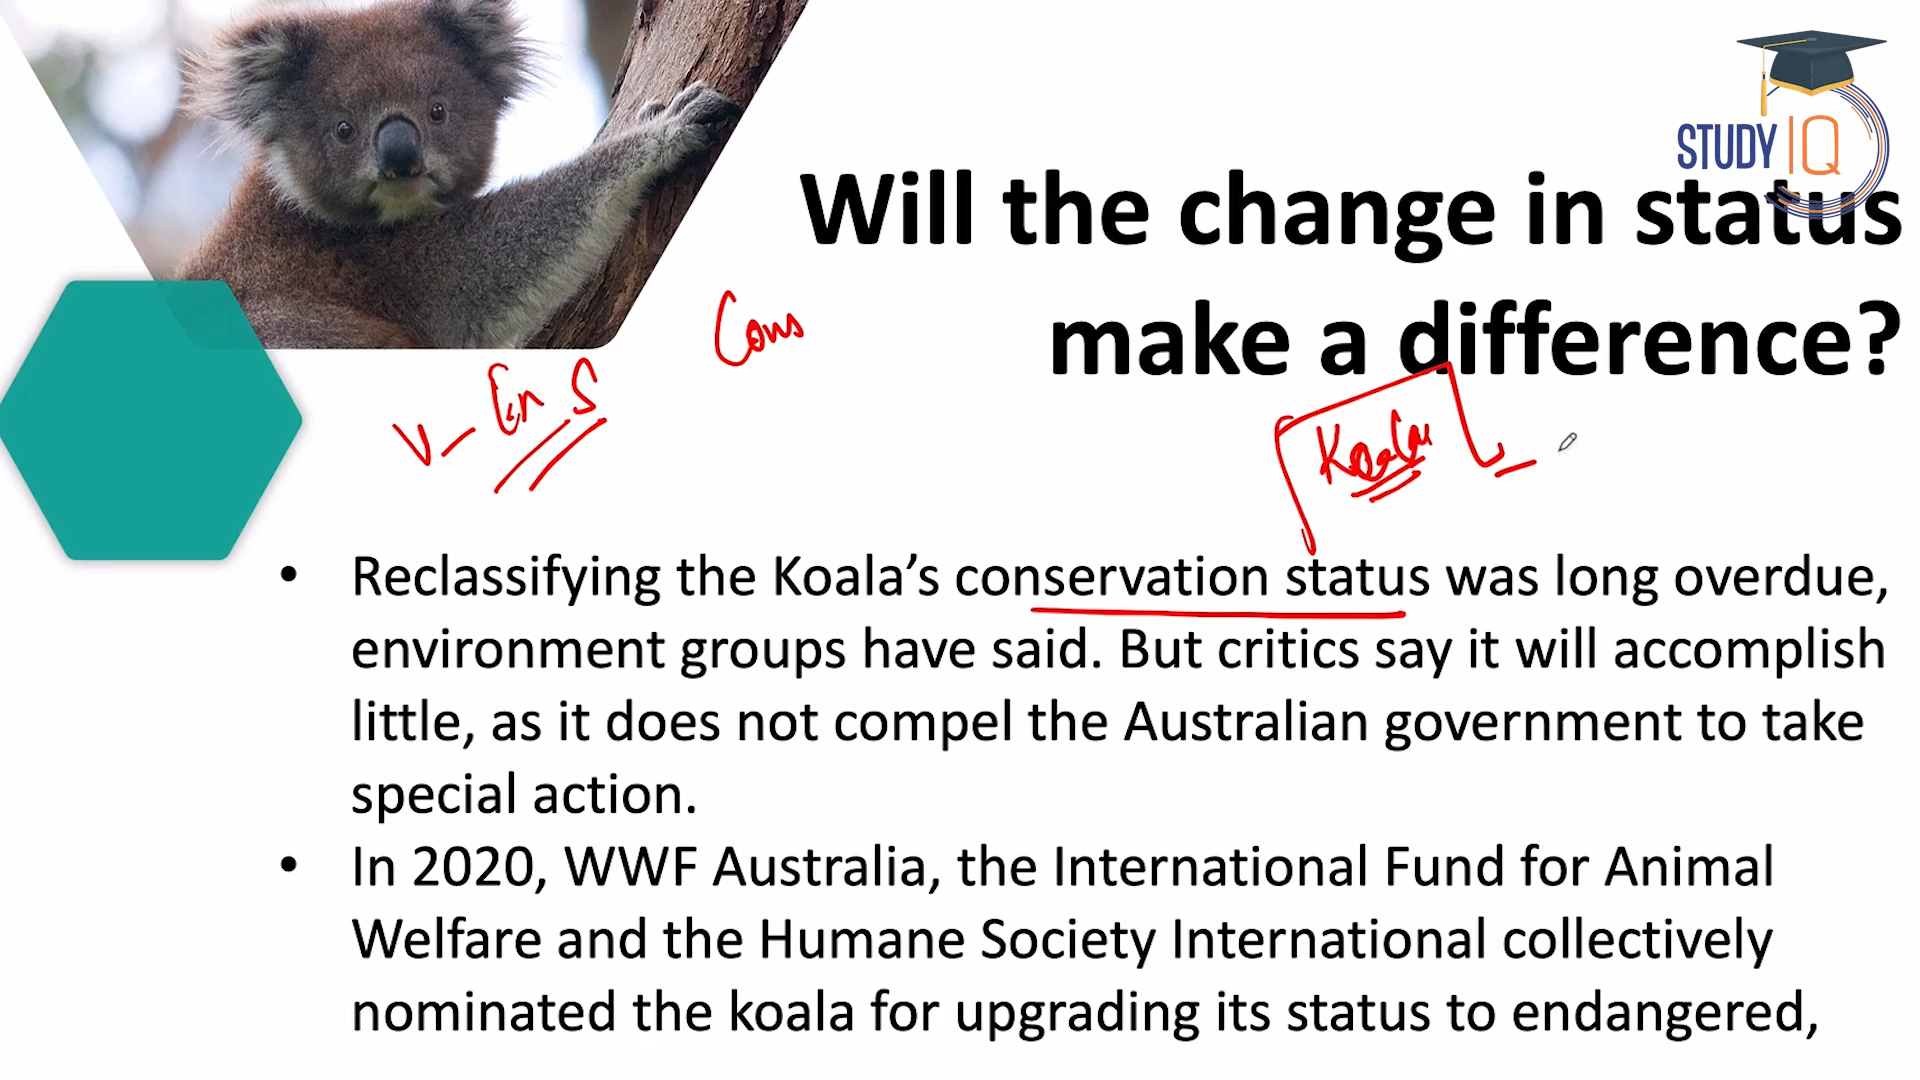 STUDY IQ
Will the change in status
make a difference?
Cons
V_ En S
Koala
• Reclassifying the Koala’s conservation status was long overdue,
environment groups have said. But critics say it will accomplish
little, as it does not compel the Australian government to take
special action.
• In 2020, WWF Australia, the International Fund for Animal
Welfare and the Humane Society International collectively
nominated the koala for upgrading its status to endangered,